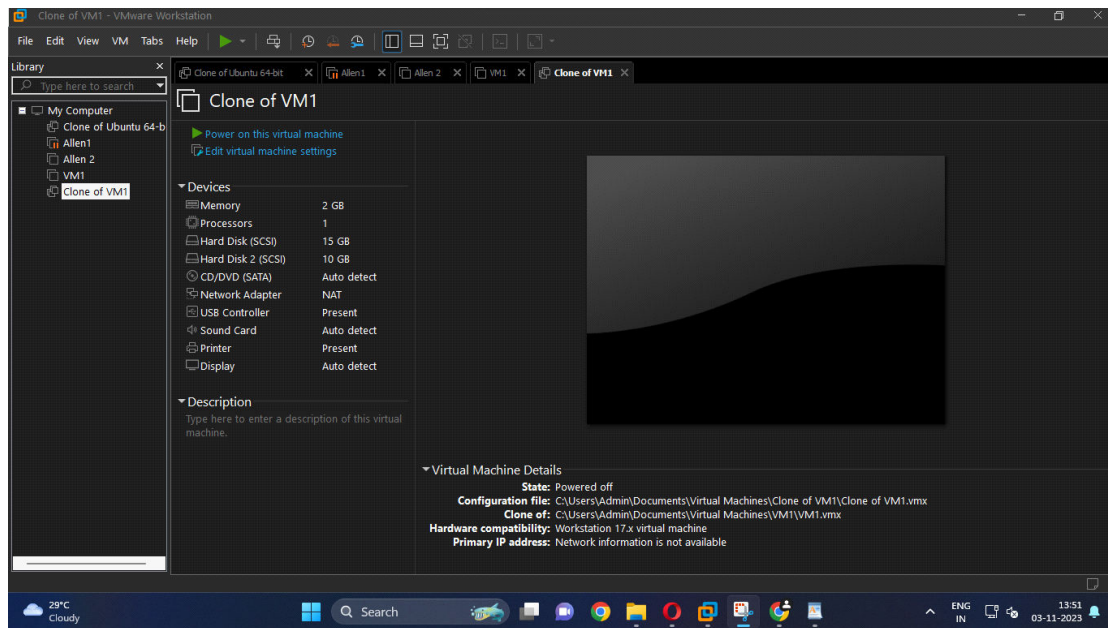 Clone of VM1 - VMware Workstation
File Edit View VM Tabs Help
Library
Type here to search
My Computer
Clone of Ubuntu 64-b
Allen1
Allen 2
VM1
Clone of VM1
Clone of Ubuntu 64-bit Allen1 Allen 2 VM1 Clone of VM1
Clone of VM1
Power on this virtual machine
Edit virtual machine settings
Devices
Memory 2 GB
Processors 1
Hard Disk (SCSI) 15 GB
Hard Disk 2 (SCSI) 10 GB
CD/DVD (SATA) Auto detect
Network Adapter NAT
USB Controller Present
Sound Card Auto detect
Printer Present
Display Auto detect
Description
Type here to enter a description of this virtual
machine.
Virtual Machine Details
State: Powered off
Configuration file: C:\Users\Admin\Documents\Virtual Machines\Clone of VM1\Clone of VM1.vmx
Clone of: C:\Users\Admin\Documents\Virtual Machines\VM1\VM1.vmx
Hardware compatibility: Workstation 17.x virtual machine
Primary IP address: Network information is not available
29°C
Cloudy
Search
ENG
IN
13:51
03-11-2023